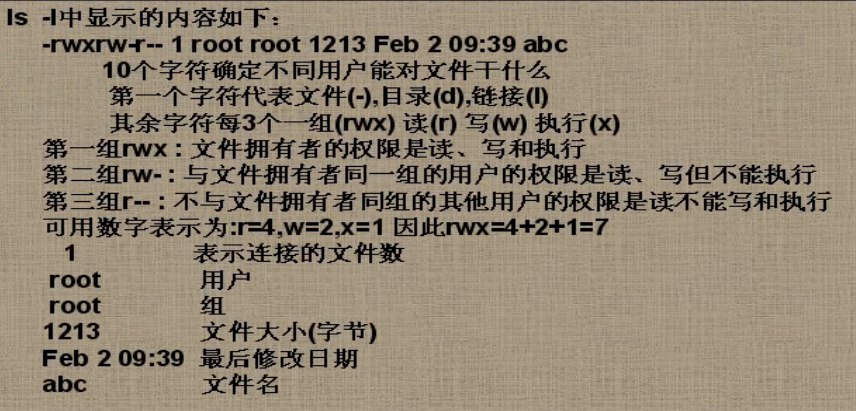 ls -l中显示的内容如下：
-rwxrw-r-- 1 root root 1213 Feb 2 09:39 abc
10个字符确定不同用户能对文件干什么
第一个字符代表文件(-),目录(d),链接(l)
其余字符每3个一组(rwx) 读(r) 写(w) 执行(x)
第一组rwx：文件拥有者的权限是读、写和执行
第二组rw-：与文件拥有者同一组的用户的权限是读、写但不能执行
第三组r--：不与文件拥有者同组的其他用户的权限是读不能写和执行
可用数字表示为:r=4,w=2,x=1 因此rwx=4+2+1=7
1 表示连接的文件数
root 用户
root 组
1213 文件大小(字节)
Feb 2 09:39 最后修改日期
abc 文件名